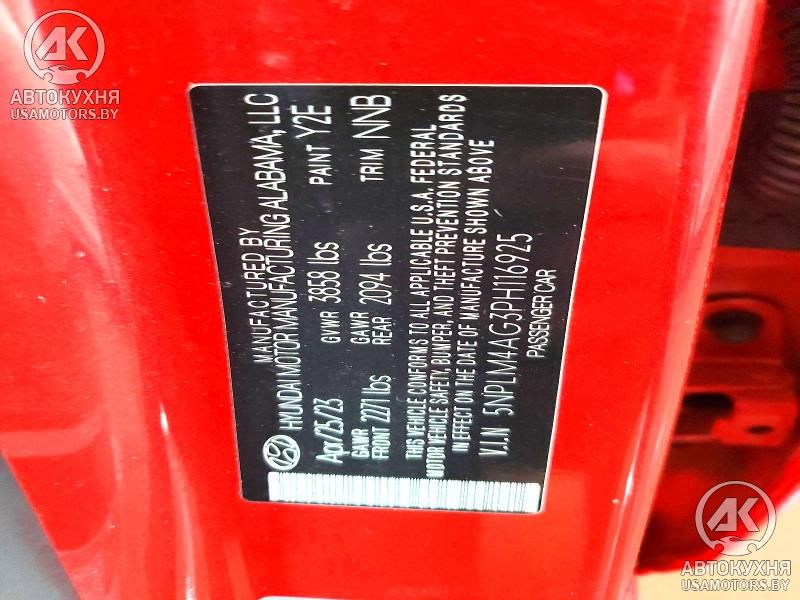 АВТОКУХНЯ
USAMOTORS.BY
MANUFACTURED BY
HYUNDAI MOTOR MANUFACTURING ALABAMA, LLC
Apr/25/23 GVWR 3858 lbs PAINT Y2E
GAWR FRONT 2271 lbs GAWR REAR 2094 lbs TRIM NNB
THIS VEHICLE CONFORMS TO ALL APPLICABLE U.S.A. FEDERAL
MOTOR VEHICLE SAFETY, BUMPER, AND THEFT PREVENTION STANDARDS
IN EFFECT ON THE DATE OF MANUFACTURE SHOWN ABOVE
V.I.N 5NPLM4AG3PH116925
PASSENGER CAR
АВТОКУХНЯ
USAMOTORS.BY